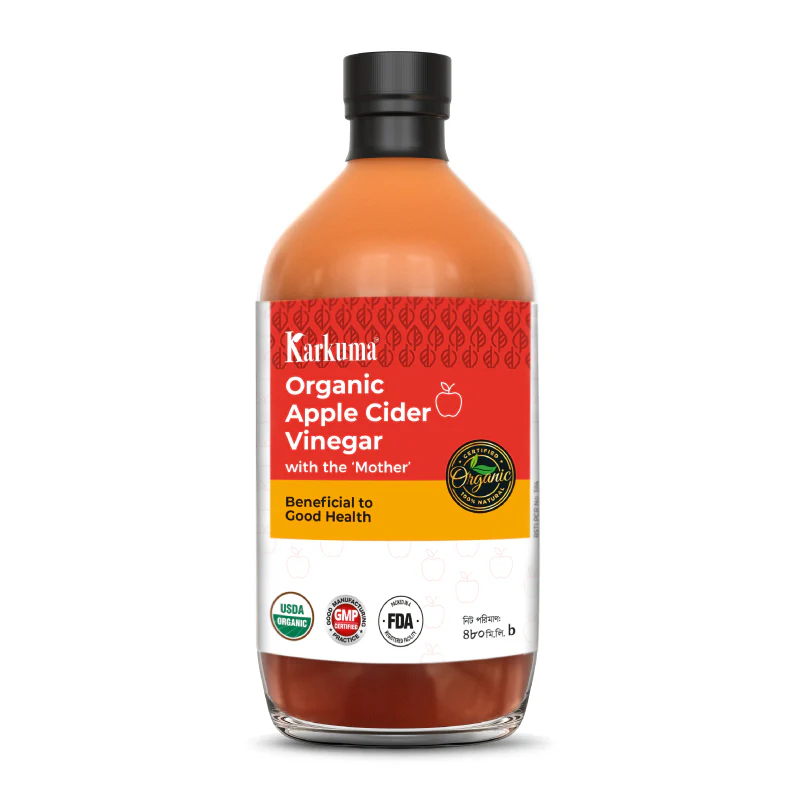 Karkuma®
Organic
Apple Cider
Vinegar
with the ‘Mother’
Beneficial to
Good Health
CERTIFIED
Organic
100% NATURAL
USDA
ORGANIC
GOOD MANUFACTURING
GMP
CERTIFIED
PRACTICE
PACKED IN A
FDA
REGISTERED FACILITY
নিট পরিমাণ:
৪৮০ মি.লি. b